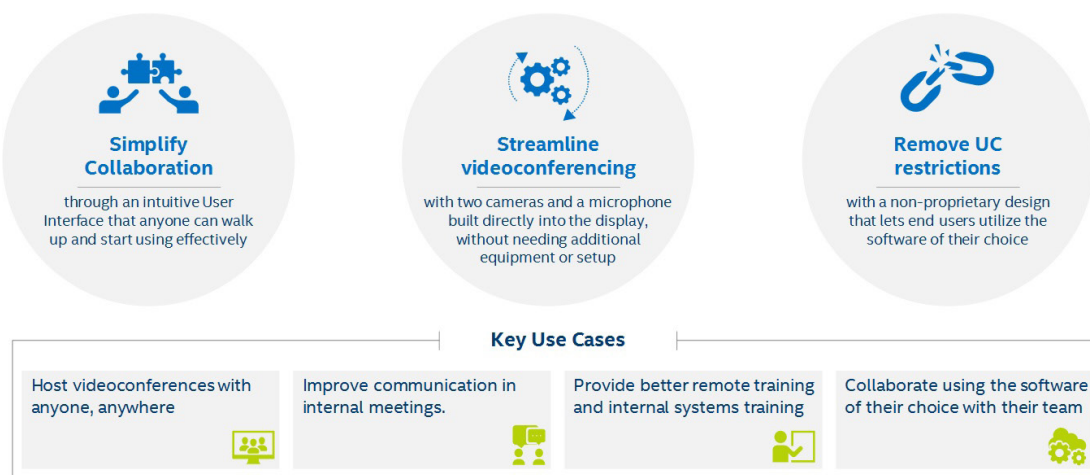 Simplify
Collaboration
through an intuitive User
Interface that anyone can walk
up and start using effectively
Streamline
videoconferencing
with two cameras and a microphone
built directly into the display,
without needing additional
equipment or setup
Remove UC
restrictions
with a non-proprietary design
that lets end users utilize the
software of their choice
Key Use Cases
Host videoconferences with
anyone, anywhere
Improve communication in
internal meetings.
Provide better remote training
and internal systems training
Collaborate using the software
of their choice with their team